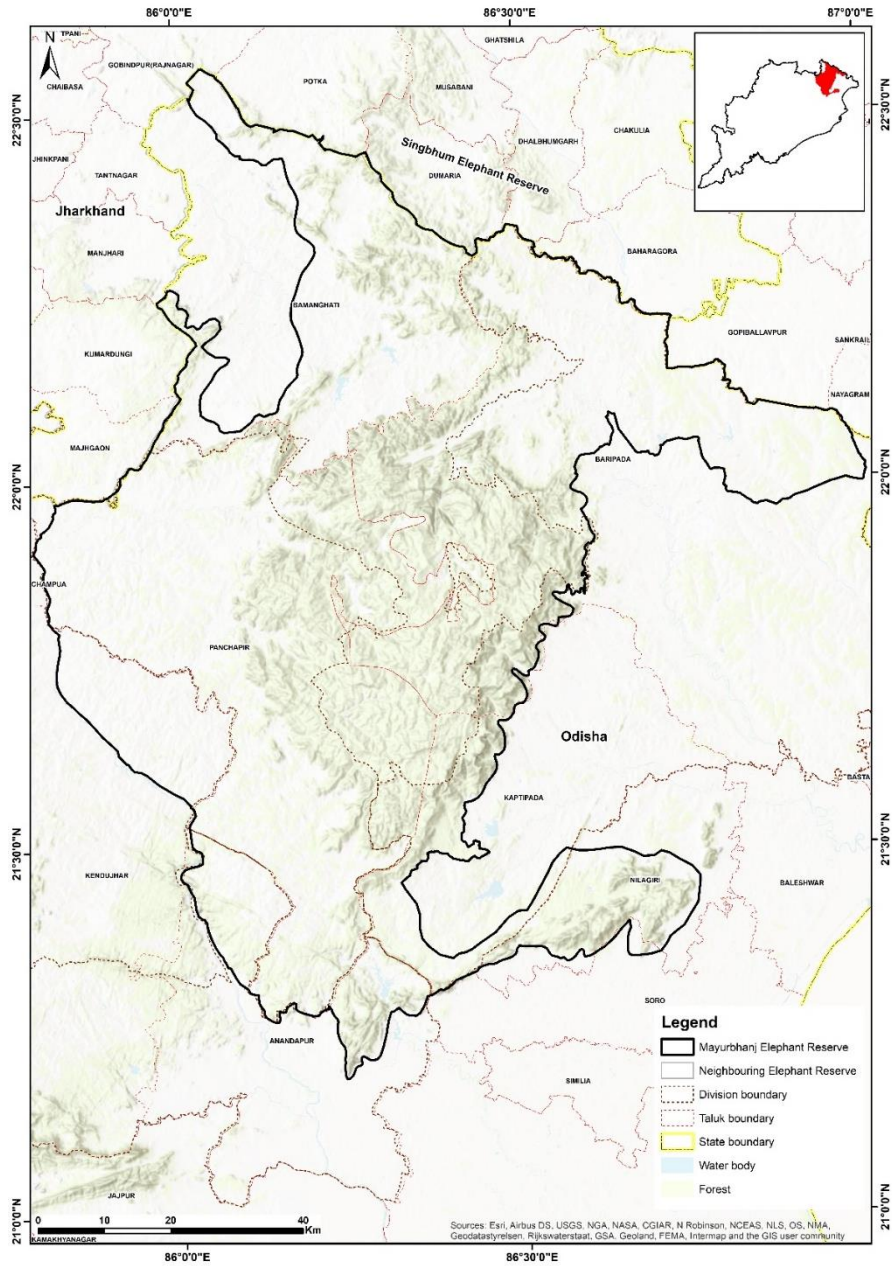 86°0'0"E
86°30'0"E
87°0'0"E
TPANI
GHATSHILA
N
GOBINDPUR(RAJNAGAR)
CHAIBASA
POTKA
MUSABANI
22°30'0"N
22°30'0"N
CHAKULIA
DHALBHUMGARH
JHINKPANI
Singbhum Elephant Reserve
TANTNAGAR
DUMARIA
Jharkhand
MANJHARI
BAHARAGORA
BAMANGHATI
GOPIBALLAVPUR
SANKRAIL
KUMARDUNGI
NAYAGRAM
MAJHGAON
BARIPADA
22°0'0"N
22°0'0"N
CHAMPUA
PANCHAPIR
Odisha
BASTA
KAPTIPADA
21°30'0"N
21°30'0"N
KENDUJHAR
NILAGIRI
BALESHWAR
SORO
Legend
Mayurbhanj Elephant Reserve
Neighbouring Elephant Reserve
Division boundary
Taluk boundary
State boundary
Water body
Forest
ANANDAPUR
SIMILIA
JAJPUR
21°0'0"N
21°0'0"N
0 10 20 40
Km
KAMAKHYANAGAR
Sources: Esri, Airbus DS, USGS, NGA, NASA, CGIAR, N Robinson, NCEAS, NLS, OS, NMA,
Geodatastyrelsen, Rijkswaterstaat, GSA, Geoland, FEMA, Intermap and the GIS user community
86°0'0"E
86°30'0"E